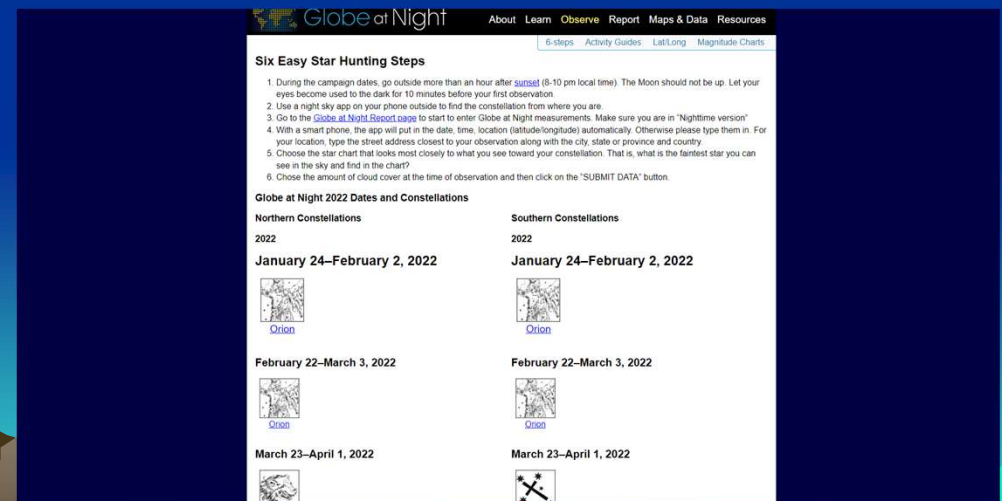 Globe at Night
About Learn Observe Report Maps & Data Resources
6-steps Activity Guides Lat/Long Magnitude Charts
Six Easy Star Hunting Steps
1. During the campaign dates, go outside more than an hour after sunset (8-10 pm local time). The Moon should not be up. Let your
eyes become used to the dark for 10 minutes before your first observation.
2. Use a night sky app on your phone outside to find the constellation from where you are.
3. Go to the Globe at Night Report page to start to enter Globe at Night measurements. Make sure you are in "Nighttime version"
4. With a smart phone, the app will put in the date, time, location (latitude/longitude) automatically. Otherwise please type them in. For
your location, type the street address closest to your observation along with the city, state or province and country.
5. Choose the star chart that looks most closely to what you see toward your constellation. That is, what is the faintest star you can
see in the sky and find in the chart?
6. Chose the amount of cloud cover at the time of observation and then click on the "SUBMIT DATA" button.
Globe at Night 2022 Dates and Constellations
Northern Constellations
Southern Constellations
2022
2022
January 24–February 2, 2022
January 24–February 2, 2022
Orion
Orion
February 22–March 3, 2022
February 22–March 3, 2022
Orion
Orion
March 23–April 1, 2022
March 23–April 1, 2022